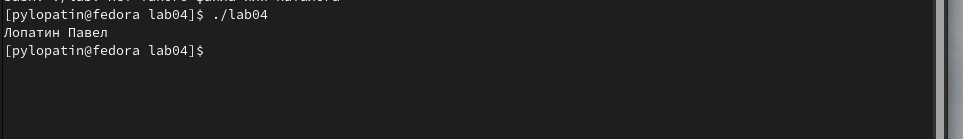 [pylopatin@fedora lab04]$ ./lab04
Лопатин Павел
[pylopatin@fedora lab04]$